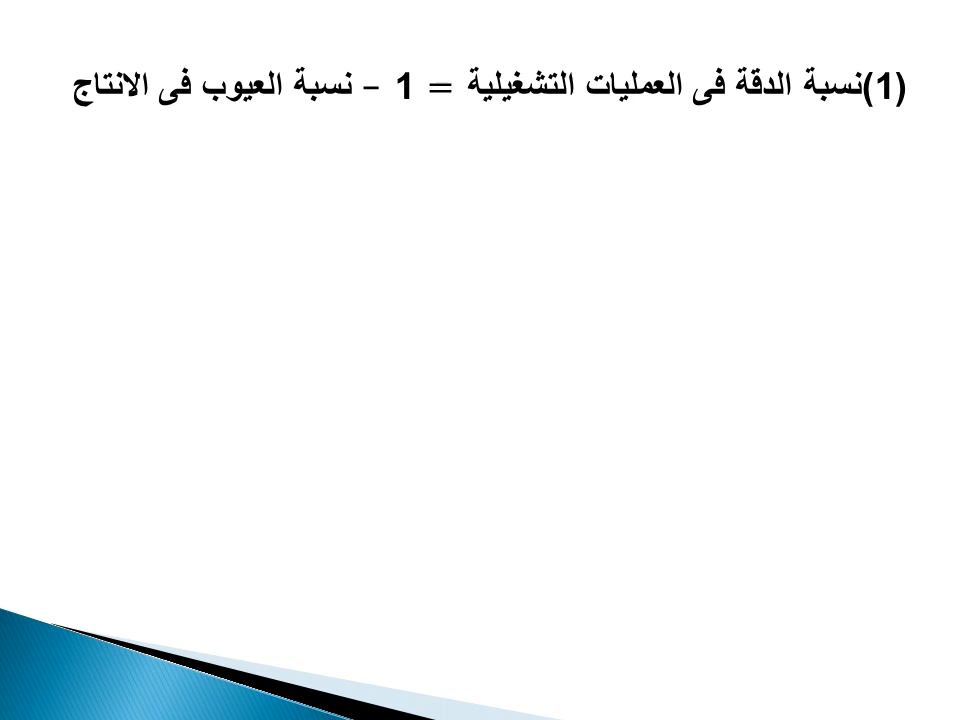 (1)نسبة الدقة فى العمليات التشغيلية = 1 – نسبة العيوب فى الانتاج